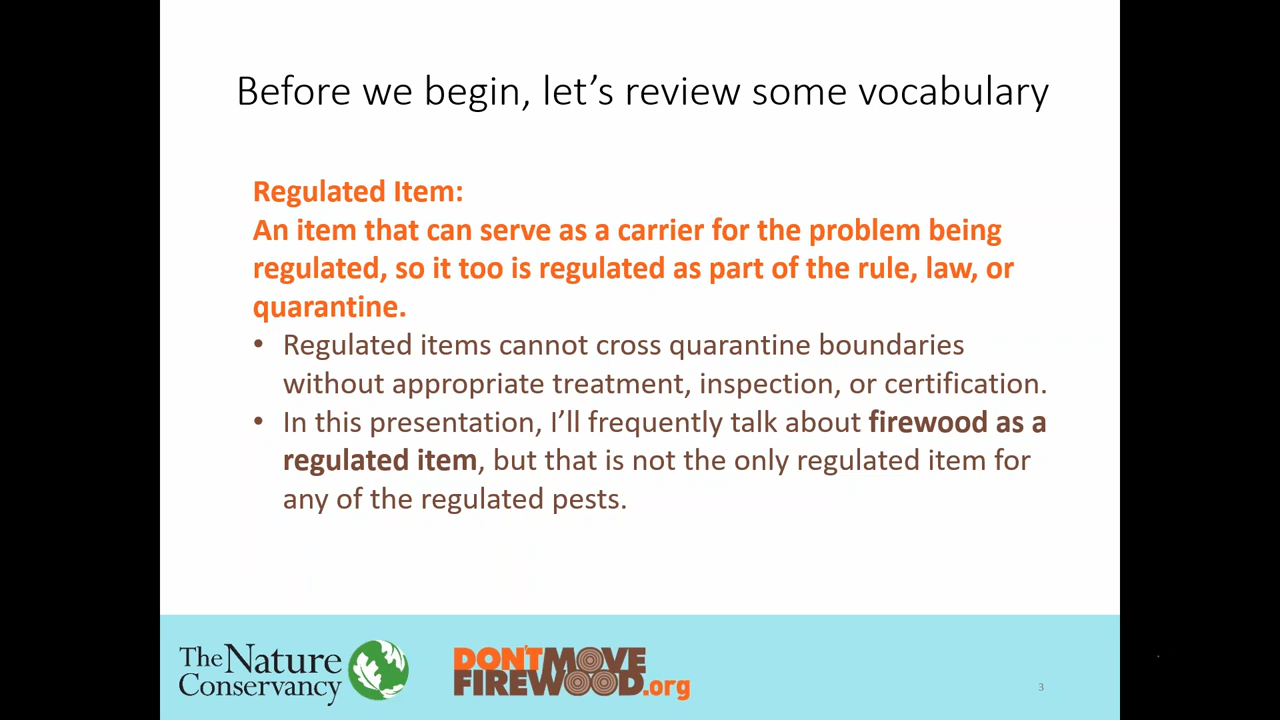 Before we begin, let's review some vocabulary
Regulated Item:
An item that can serve as a carrier for the problem being
regulated, so it too is regulated as part of the rule, law, or
quarantine.
• Regulated items cannot cross quarantine boundaries
without appropriate treatment, inspection, or certification.
• In this presentation, I'll frequently talk about firewood as a
regulated item, but that is not the only regulated item for
any of the regulated pests.
The Nature
Conservancy
DON'T MOVE
FIREWOOD.org
3